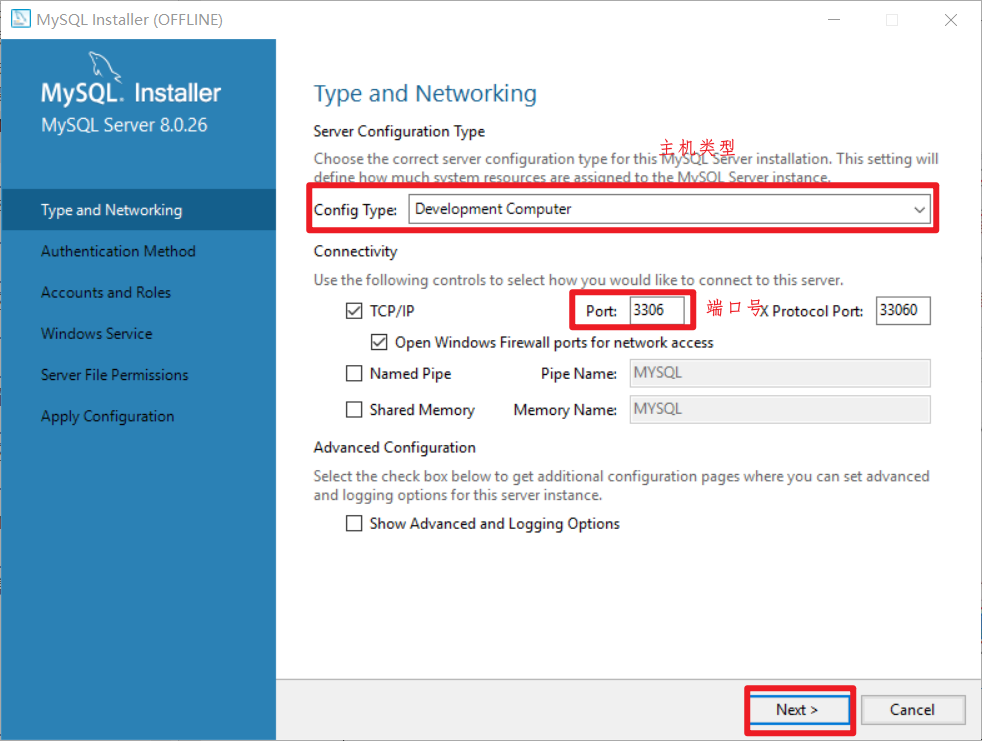 MySQL Installer (OFFLINE)
MySQL. Installer
MySQL Server 8.0.26
Type and Networking
Authentication Method
Accounts and Roles
Windows Service
Server File Permissions
Apply Configuration
Type and Networking
Server Configuration Type
主机类型
Choose the correct server configuration type for this MySQL Server installation. This setting will
define how much system resources are assigned to the MySQL Server instance.
Config Type: Development Computer
Connectivity
Use the following controls to select how you would like to connect to this server.
TCP/IP Port: 3306 端口号 X Protocol Port: 33060
Open Windows Firewall ports for network access
Named Pipe Pipe Name: MYSQL
Shared Memory Memory Name: MYSQL
Advanced Configuration
Select the check box below to get additional configuration pages where you can set advanced
and logging options for this server instance.
Show Advanced and Logging Options
Next > Cancel